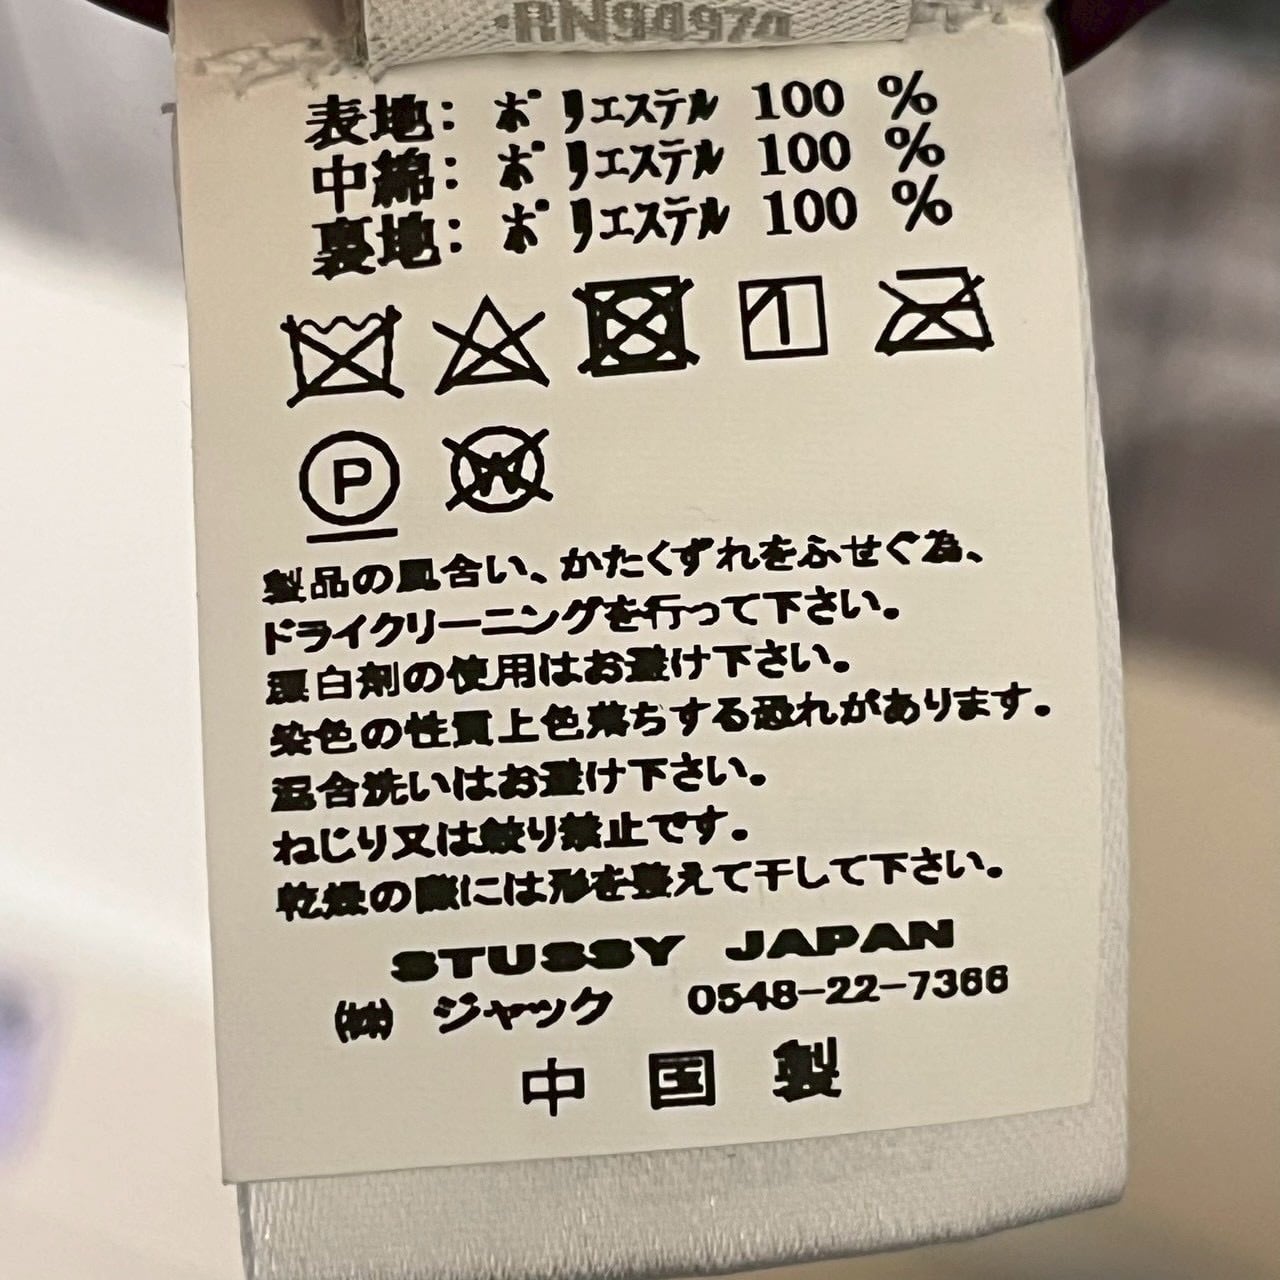 RN94974
表地: ポリエステル 100 %
中綿: ポリエステル 100 %
裏地: ポリエステル 100 %
P W
製品の風合い、かたくずれをふせぐ為、
ドライクリーニングを行って下さい。
漂白剤の使用はお避け下さい。
染色の性質上色落ちする恐れがあります。
混合洗いはお避け下さい。
ねじり又は絞り禁止です。
乾燥の際には形を整えて干して下さい。
STUSSY JAPAN
㈱ ジャック 0548-22-7366
中国製